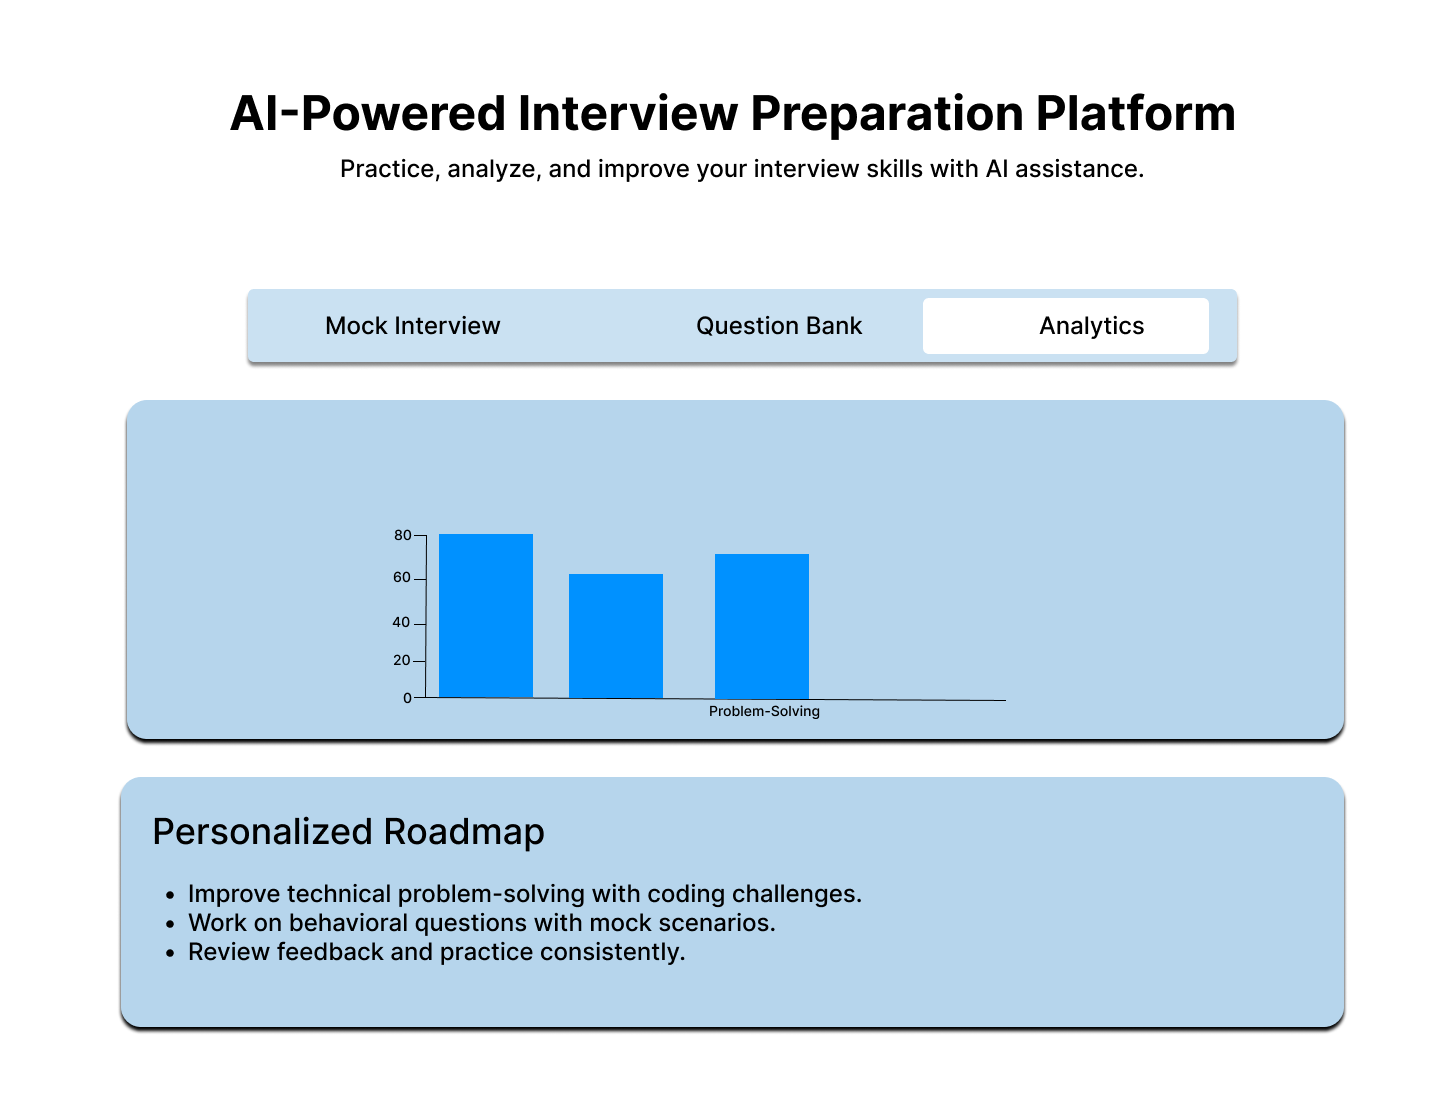 AI-Powered Interview Preparation Platform
Practice, analyze, and improve your interview skills with AI assistance.
Mock Interview
Question Bank
Analytics
80
60
40
20
0
Problem-Solving
Personalized Roadmap
• Improve technical problem-solving with coding challenges.
• Work on behavioral questions with mock scenarios.
• Review feedback and practice consistently.